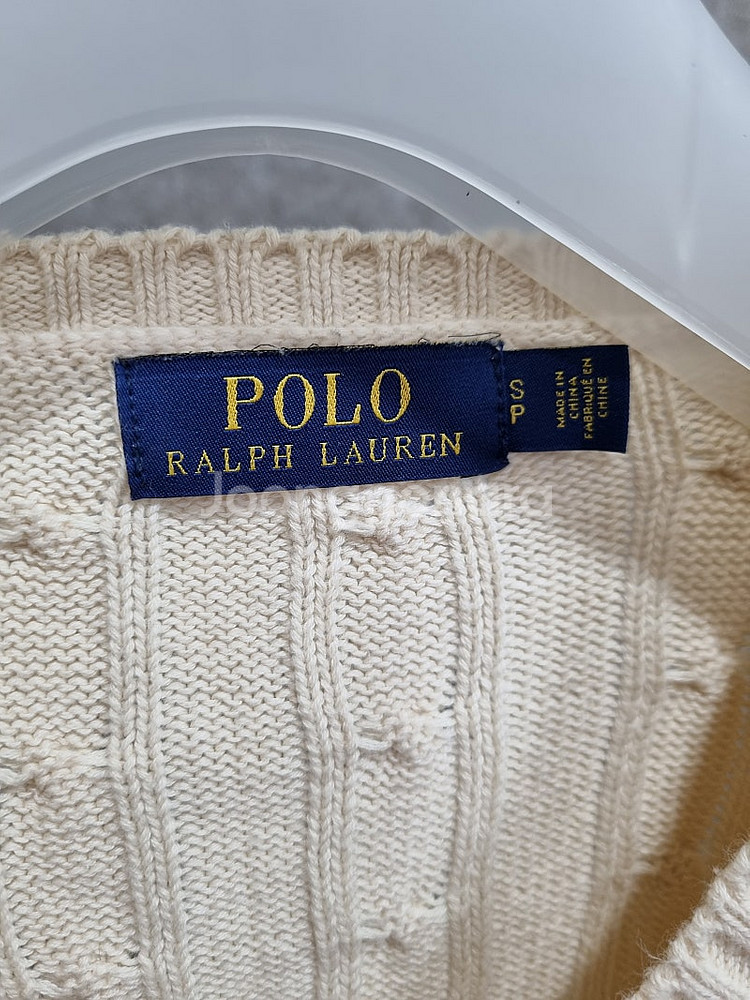 POLO
RALPH LAUREN
S
P
MADE IN
CHINA
FABRIQUÉ EN
CHINE